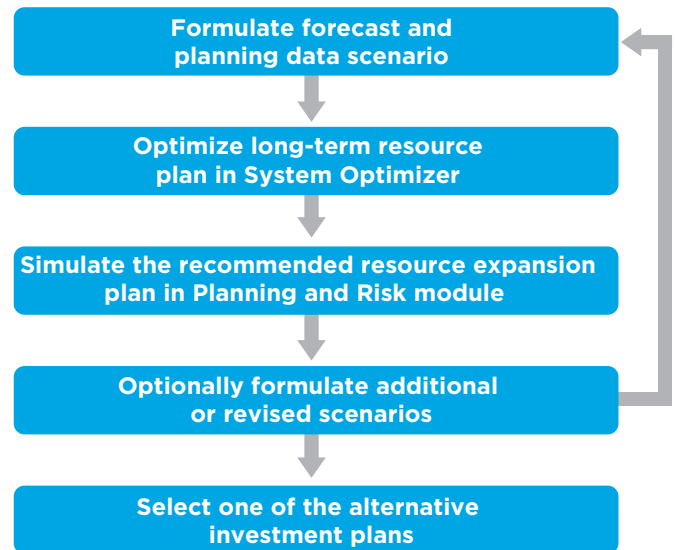 Formulate forecast and
planning data scenario
Optimize long-term resource
plan in System Optimizer
Simulate the recommended resource expansion
plan in Planning and Risk module
Optionally formulate additional
or revised scenarios
Select one of the alternative
investment plans